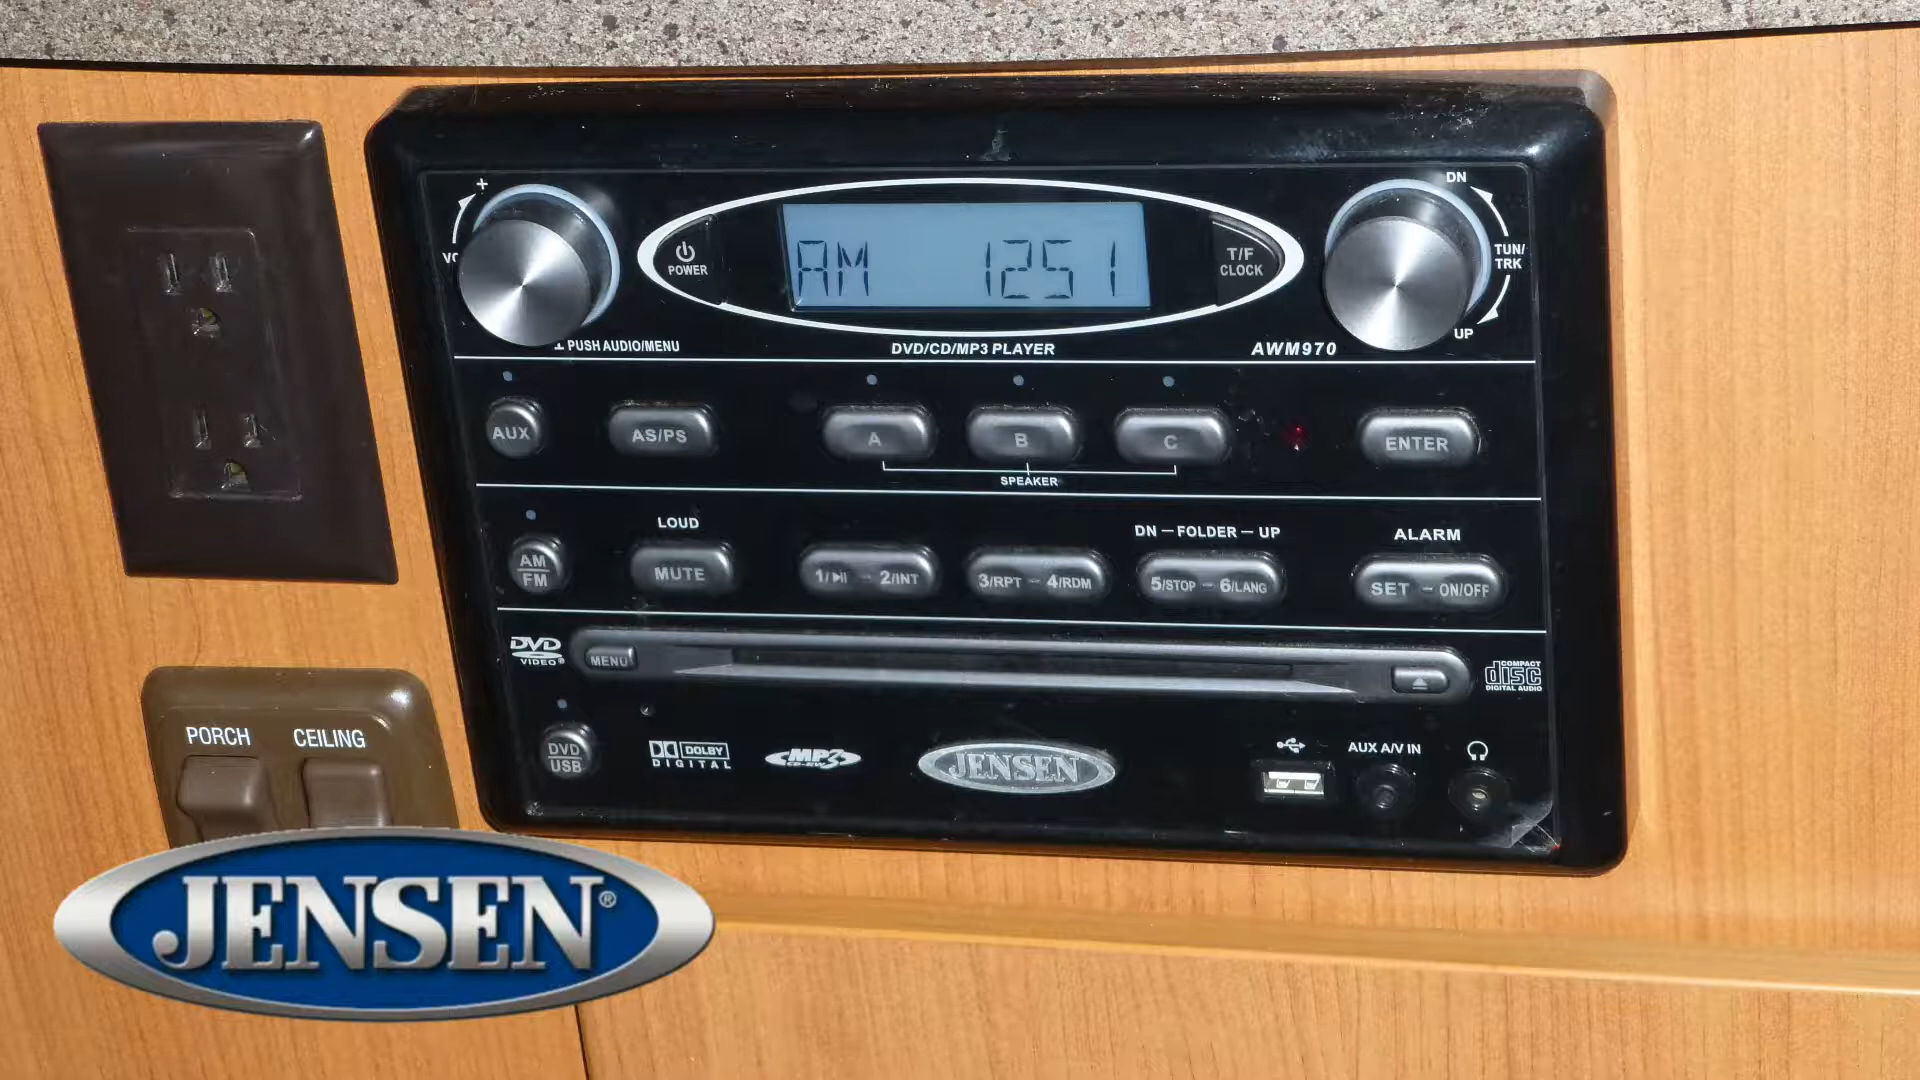 +
DN
VO
POWER
AM 1251
T/F
CLOCK
TUN/
TRK
UP
PUSH AUDIO/MENU
DVD/CD/MP3 PLAYER
AWM970
AUX
AS/PS
A
B
C
ENTER
SPEAKER
LOUD
DN — FOLDER — UP
ALARM
AM
FM
MUTE
1/⏯ - 2/INT
3/RPT - 4/RDM
5/STOP - 6/LANG
SET - ON/OFF
DVD
VIDEO®
MENU
COMPACT
disc
DIGITAL AUDIO
PORCH
CEILING
DVD
USB
DOLBY
DIGITAL
MP3
CD-RW
JENSEN
AUX A/V IN
JENSEN®